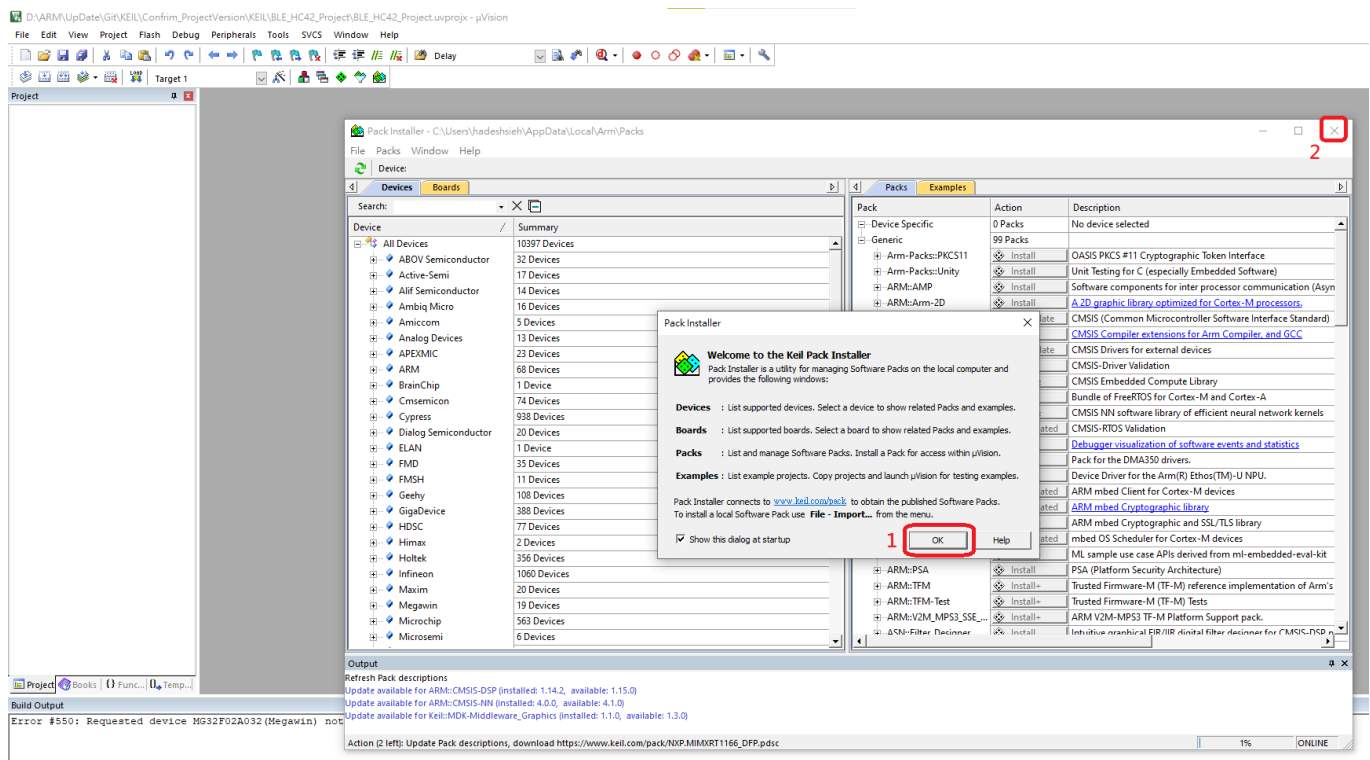 D:\ARM\UpDate\Git\KEIL\Confrim_ProjectVersion\KEIL\BLE_HC42_Project\BLE_HC42_Project.uvprojx - µVision
File Edit View Project Flash Debug Peripherals Tools SVCS Window Help
Delay
LOAD Target 1
Project
Pack Installer - C:\Users\hadeshsieh\AppData\Local\Arm\Packs
2
File Packs Window Help
Device:
Devices Boards
Search:
Device Summary
All Devices 10397 Devices
ABOV Semiconductor 32 Devices
Active-Semi 17 Devices
Alif Semiconductor 14 Devices
Ambiq Micro 16 Devices
Amiccom 5 Devices
Analog Devices 13 Devices
APEXMIC 23 Devices
ARM 68 Devices
BrainChip 1 Device
Cmsemicon 74 Devices
Cypress 938 Devices
Dialog Semiconductor 20 Devices
ELAN 1 Device
FMD 35 Devices
FMSH 11 Devices
Geehy 108 Devices
GigaDevice 388 Devices
HDSC 77 Devices
Himax 2 Devices
Holtek 356 Devices
Infineon 1060 Devices
Maxim 20 Devices
Megawin 19 Devices
Microchip 563 Devices
Microsemi 6 Devices
Packs Examples
Pack Action Description
Device Specific 0 Packs No device selected
Generic 99 Packs
Arm-Packs::PKCS11 Install OASIS PKCS #11 Cryptographic Token Interface
Arm-Packs::Unity Install Unit Testing for C (especially Embedded Software)
ARM::AMP Install Software components for inter processor communication (Asyn
ARM::Arm-2D Install A 2D graphic library optimized for Cortex-M processors.
ate CMSIS (Common Microcontroller Software Interface Standard)
CMSIS Compiler extensions for Arm Compiler, and GCC
ate CMSIS Drivers for external devices
CMSIS-Driver Validation
CMSIS Embedded Compute Library
Bundle of FreeRTOS for Cortex-M and Cortex-A
CMSIS NN software library of efficient neural network kernels
ated CMSIS-RTOS Validation
Debugger visualization of software events and statistics
Pack for the DMA350 drivers.
Device Driver for the Arm(R) Ethos(TM)-U NPU.
ated ARM mbed Client for Cortex-M devices
ated ARM mbed Cryptographic library
ARM mbed Cryptographic and SSL/TLS library
ated mbed OS Scheduler for Cortex-M devices
ML sample use case APIs derived from ml-embedded-eval-kit
ARM::PSA Install PSA (Platform Security Architecture)
ARM::TFM Install+ Trusted Firmware-M (TF-M) reference implementation of Arm's
ARM::TFM-Test Install+ Trusted Firmware-M (TF-M) Tests
ARM::V2M_MPS3_SSE_... Install+ ARM V2M-MPS3 TF-M Platform Support pack.
ASN::Filter Designer Install Intuitive graphical FIR/IIR digital filter designer for CMSIS-DSP
Pack Installer
Welcome to the Keil Pack Installer
Pack Installer is a utility for managing Software Packs on the local computer and
provides the following windows:
Devices : List supported devices. Select a device to show related Packs and examples.
Boards : List supported boards. Select a board to show related Packs and examples.
Packs : List and manage Software Packs. Install a Pack for access within µVision.
Examples : List example projects. Copy projects and launch µVision for testing examples.
Pack Installer connects to www.keil.com/pack to obtain the published Software Packs.
To install a local Software Pack use File - Import... from the menu.
Show this dialog at startup
1
OK
Help
Output
Refresh Pack descriptions
Update available for ARM::CMSIS-DSP (installed: 1.14.2, available: 1.15.0)
Update available for ARM::CMSIS-NN (installed: 4.0.0, available: 4.1.0)
Update available for Keil::MDK-Middleware_Graphics (installed: 1.1.0, available: 1.3.0)
Action (2 left): Update Pack descriptions, download https://www.keil.com/pack/NXP.MIMXRT1166_DFP.pdsc
1%
ONLINE
Project Books {} Func... Temp...
Build Output
Error #550: Requested device MG32F02A032(Megawin) not